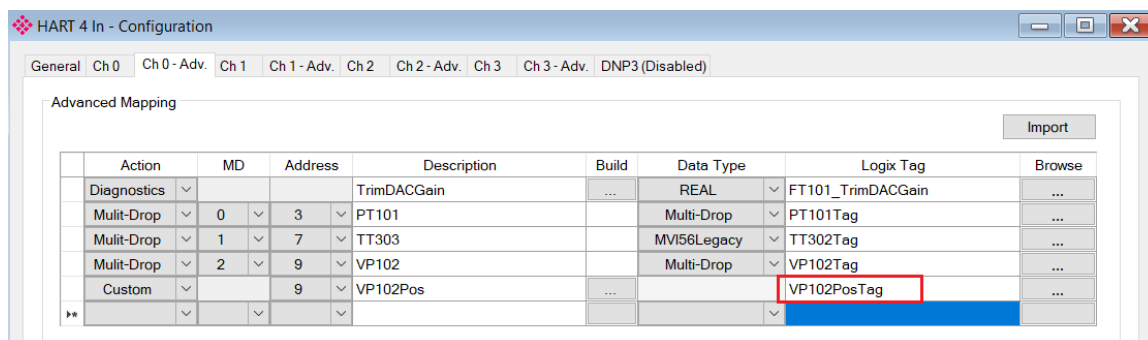 HART 4 In - Configuration
General Ch 0 Ch 0 - Adv. Ch 1 Ch 1 - Adv. Ch 2 Ch 2 - Adv. Ch 3 Ch 3 - Adv. DNP3 (Disabled)
Advanced Mapping
Import
Action MD Address Description Build Data Type Logix Tag Browse
Diagnostics TrimDACGain ... REAL FT101_TrimDACGain ...
Mulit-Drop 0 3 PT101 Multi-Drop PT101Tag ...
Mulit-Drop 1 7 TT303 MVI56Legacy TT302Tag ...
Mulit-Drop 2 9 VP102 Multi-Drop VP102Tag ...
Custom 9 VP102Pos ... VP102PosTag ...